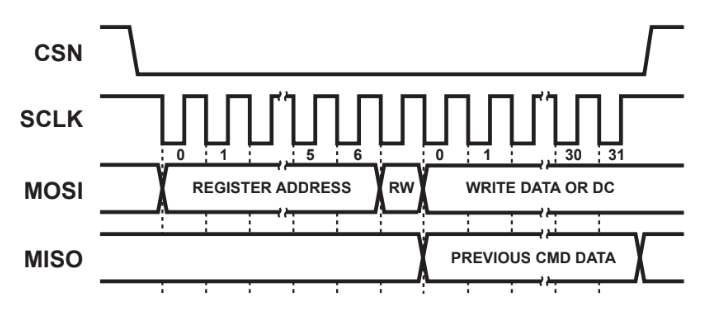 CSN
SCLK
0 1 5 6 0 1 30 31
MOSI REGISTER ADDRESS RW WRITE DATA OR DC
MISO PREVIOUS CMD DATA